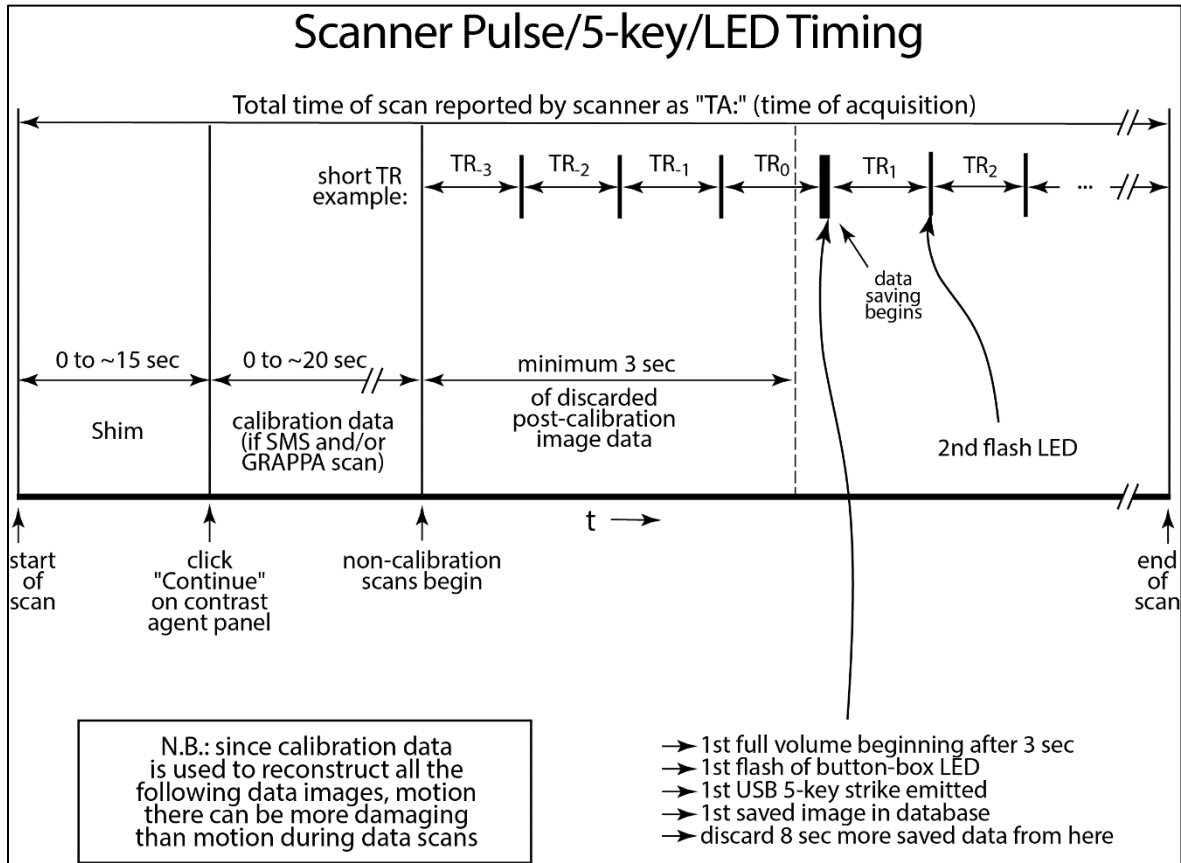 Scanner Pulse/5-key/LED Timing
Total time of scan reported by scanner as "TA:" (time of acquisition)
short TR
example:
TR-3
TR-2
TR-1
TR0
TR1
TR2
...
data
saving
begins
0 to ~15 sec
0 to ~20 sec
minimum 3 sec
Shim
calibration data
(if SMS and/or
GRAPPA scan)
of discarded
post-calibration
image data
2nd flash LED
t →
start
of
scan
click
"Continue"
on contrast
agent panel
non-calibration
scans begin
end
of
scan
N.B.: since calibration data
is used to reconstruct all the
following data images, motion
there can be more damaging
than motion during data scans
→ 1st full volume beginning after 3 sec
→ 1st flash of button-box LED
→ 1st USB 5-key strike emitted
→ 1st saved image in database
→ discard 8 sec more saved data from here